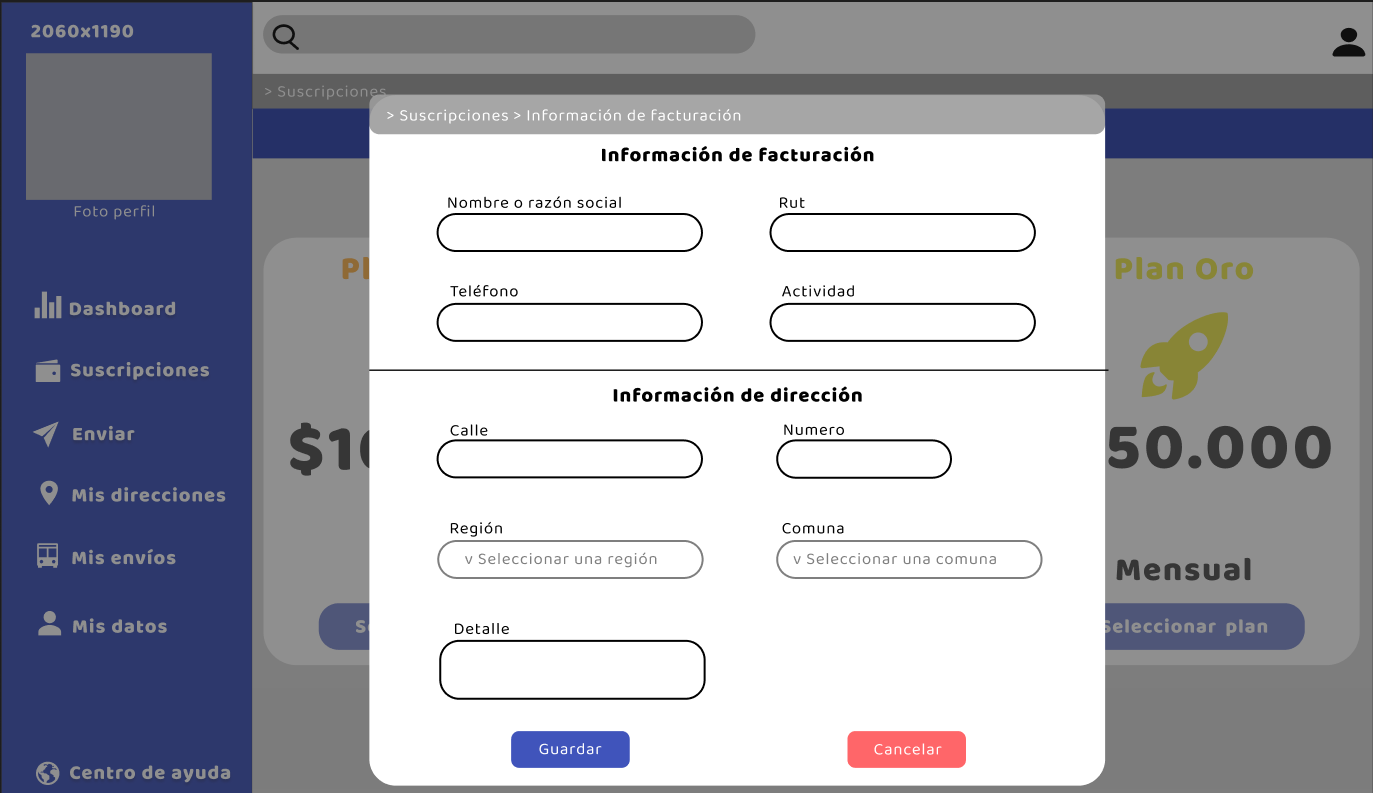 2060x1190
Foto perfil
Dashboard
Suscripciones
Enviar
Mis direcciones
Mis envíos
Mis datos
Centro de ayuda
> Suscripciones
> Suscripciones > Información de facturación
Información de facturación
Nombre o razón social
Rut
Teléfono
Actividad
Información de dirección
Calle
Numero
Región
Comuna
v Seleccionar una región
v Seleccionar una comuna
Detalle
Guardar
Cancelar
Plan Oro
50.000
Mensual
Seleccionar plan